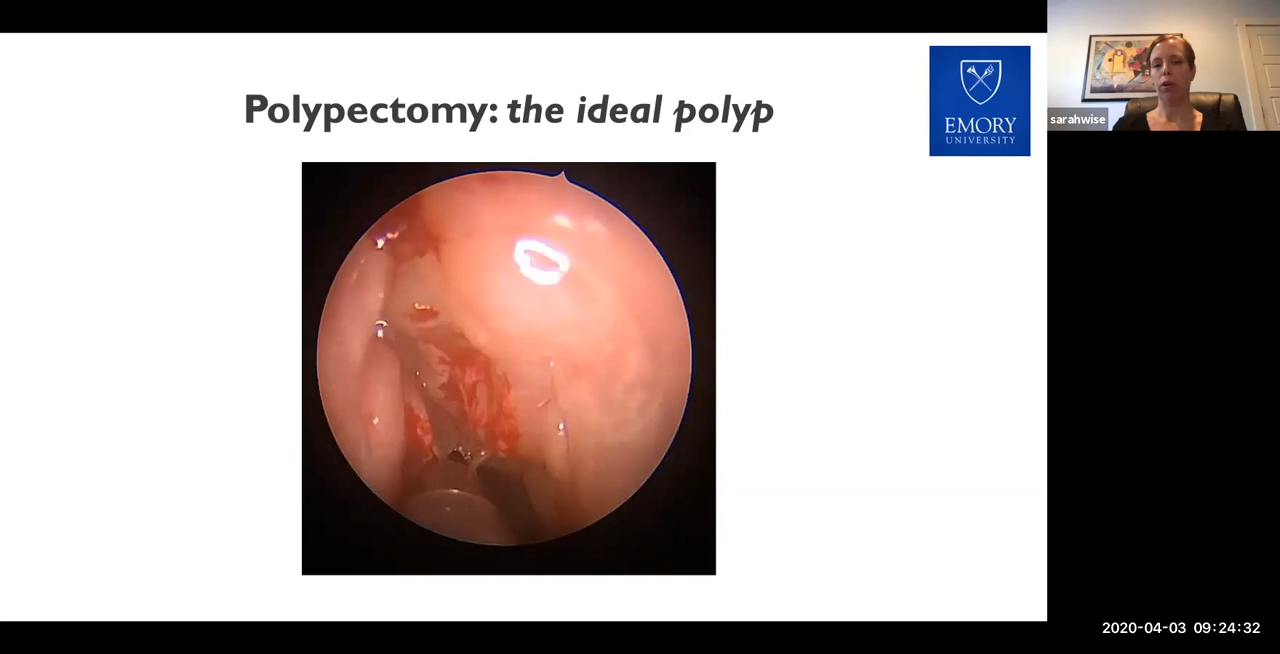 Polypectomy: the ideal polyp
EMORY
UNIVERSITY
sarahwise
2020-04-03 09:24:32